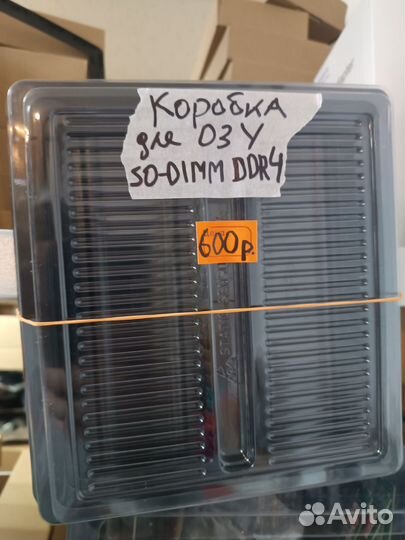 Коробка
для ОЗУ
SO-DIMM DDR4
600р.
Avito